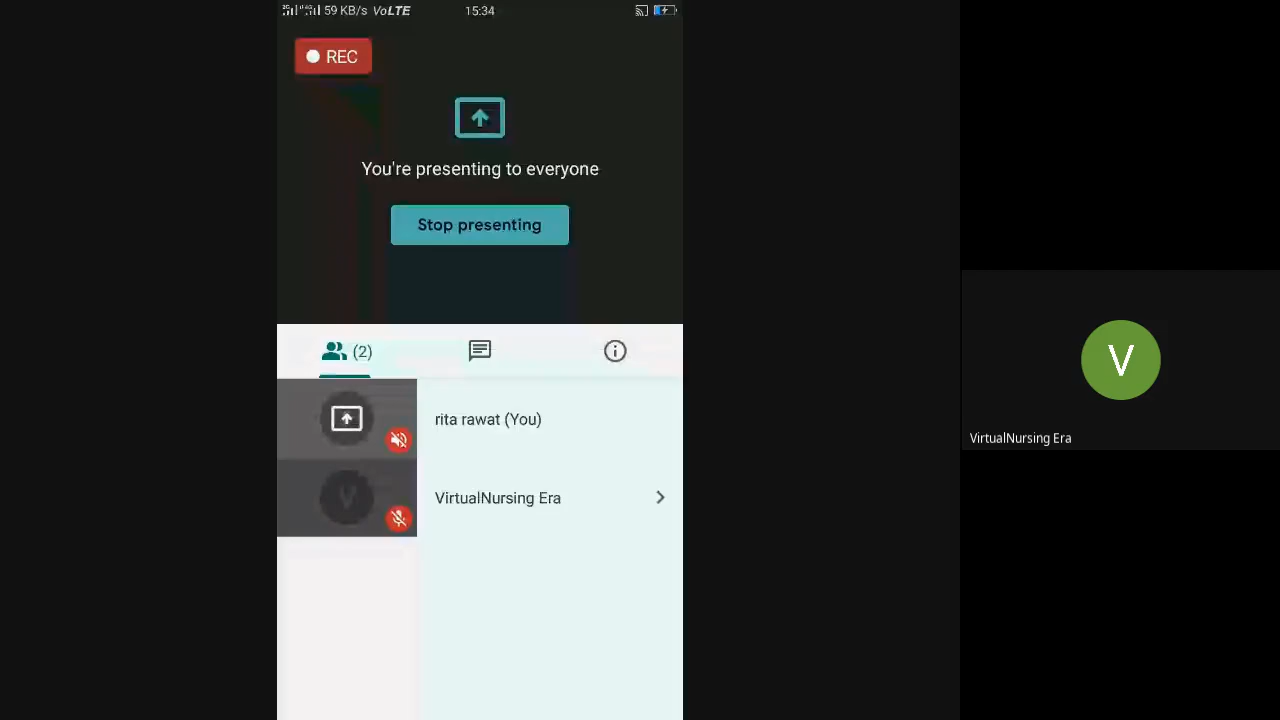 59 KB/s VoLTE 15:34
REC
You're presenting to everyone
Stop presenting
(2)
rita rawat (You)
V
VirtualNursing Era
V
VirtualNursing Era